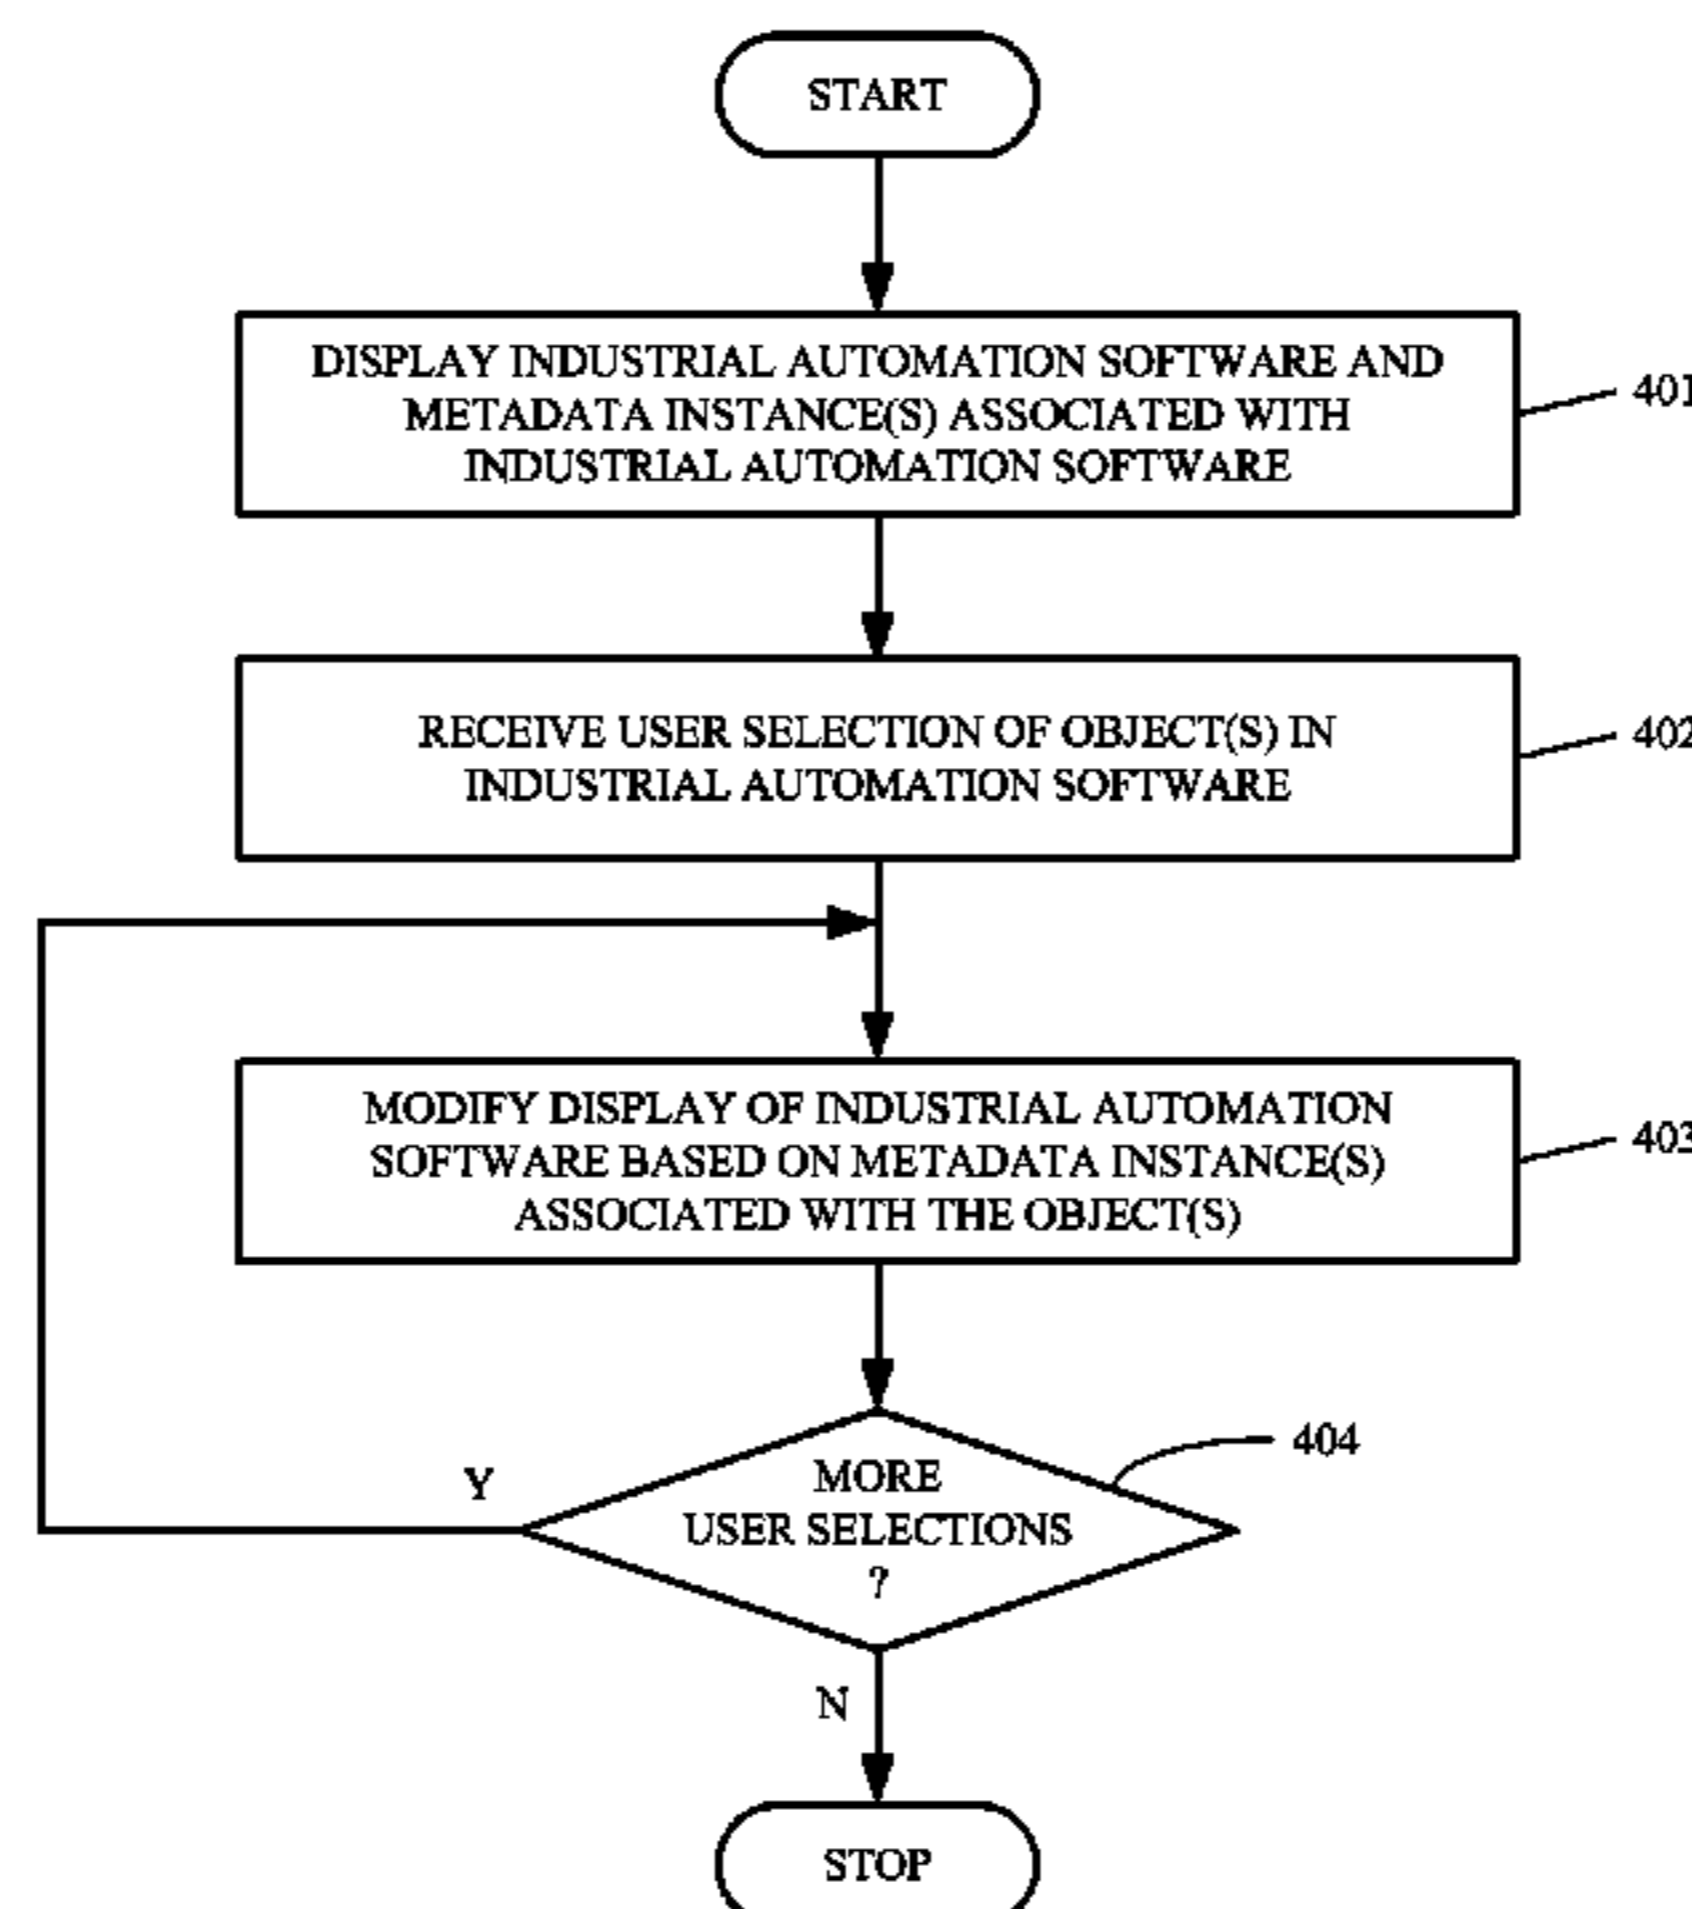 START
DISPLAY INDUSTRIAL AUTOMATION SOFTWARE AND
METADATA INSTANCE(S) ASSOCIATED WITH
INDUSTRIAL AUTOMATION SOFTWARE
401
RECEIVE USER SELECTION OF OBJECT(S) IN
INDUSTRIAL AUTOMATION SOFTWARE
402
MODIFY DISPLAY OF INDUSTRIAL AUTOMATION
SOFTWARE BASED ON METADATA INSTANCE(S)
ASSOCIATED WITH THE OBJECT(S)
403
404
MORE
USER SELECTIONS
?
Y
N
STOP